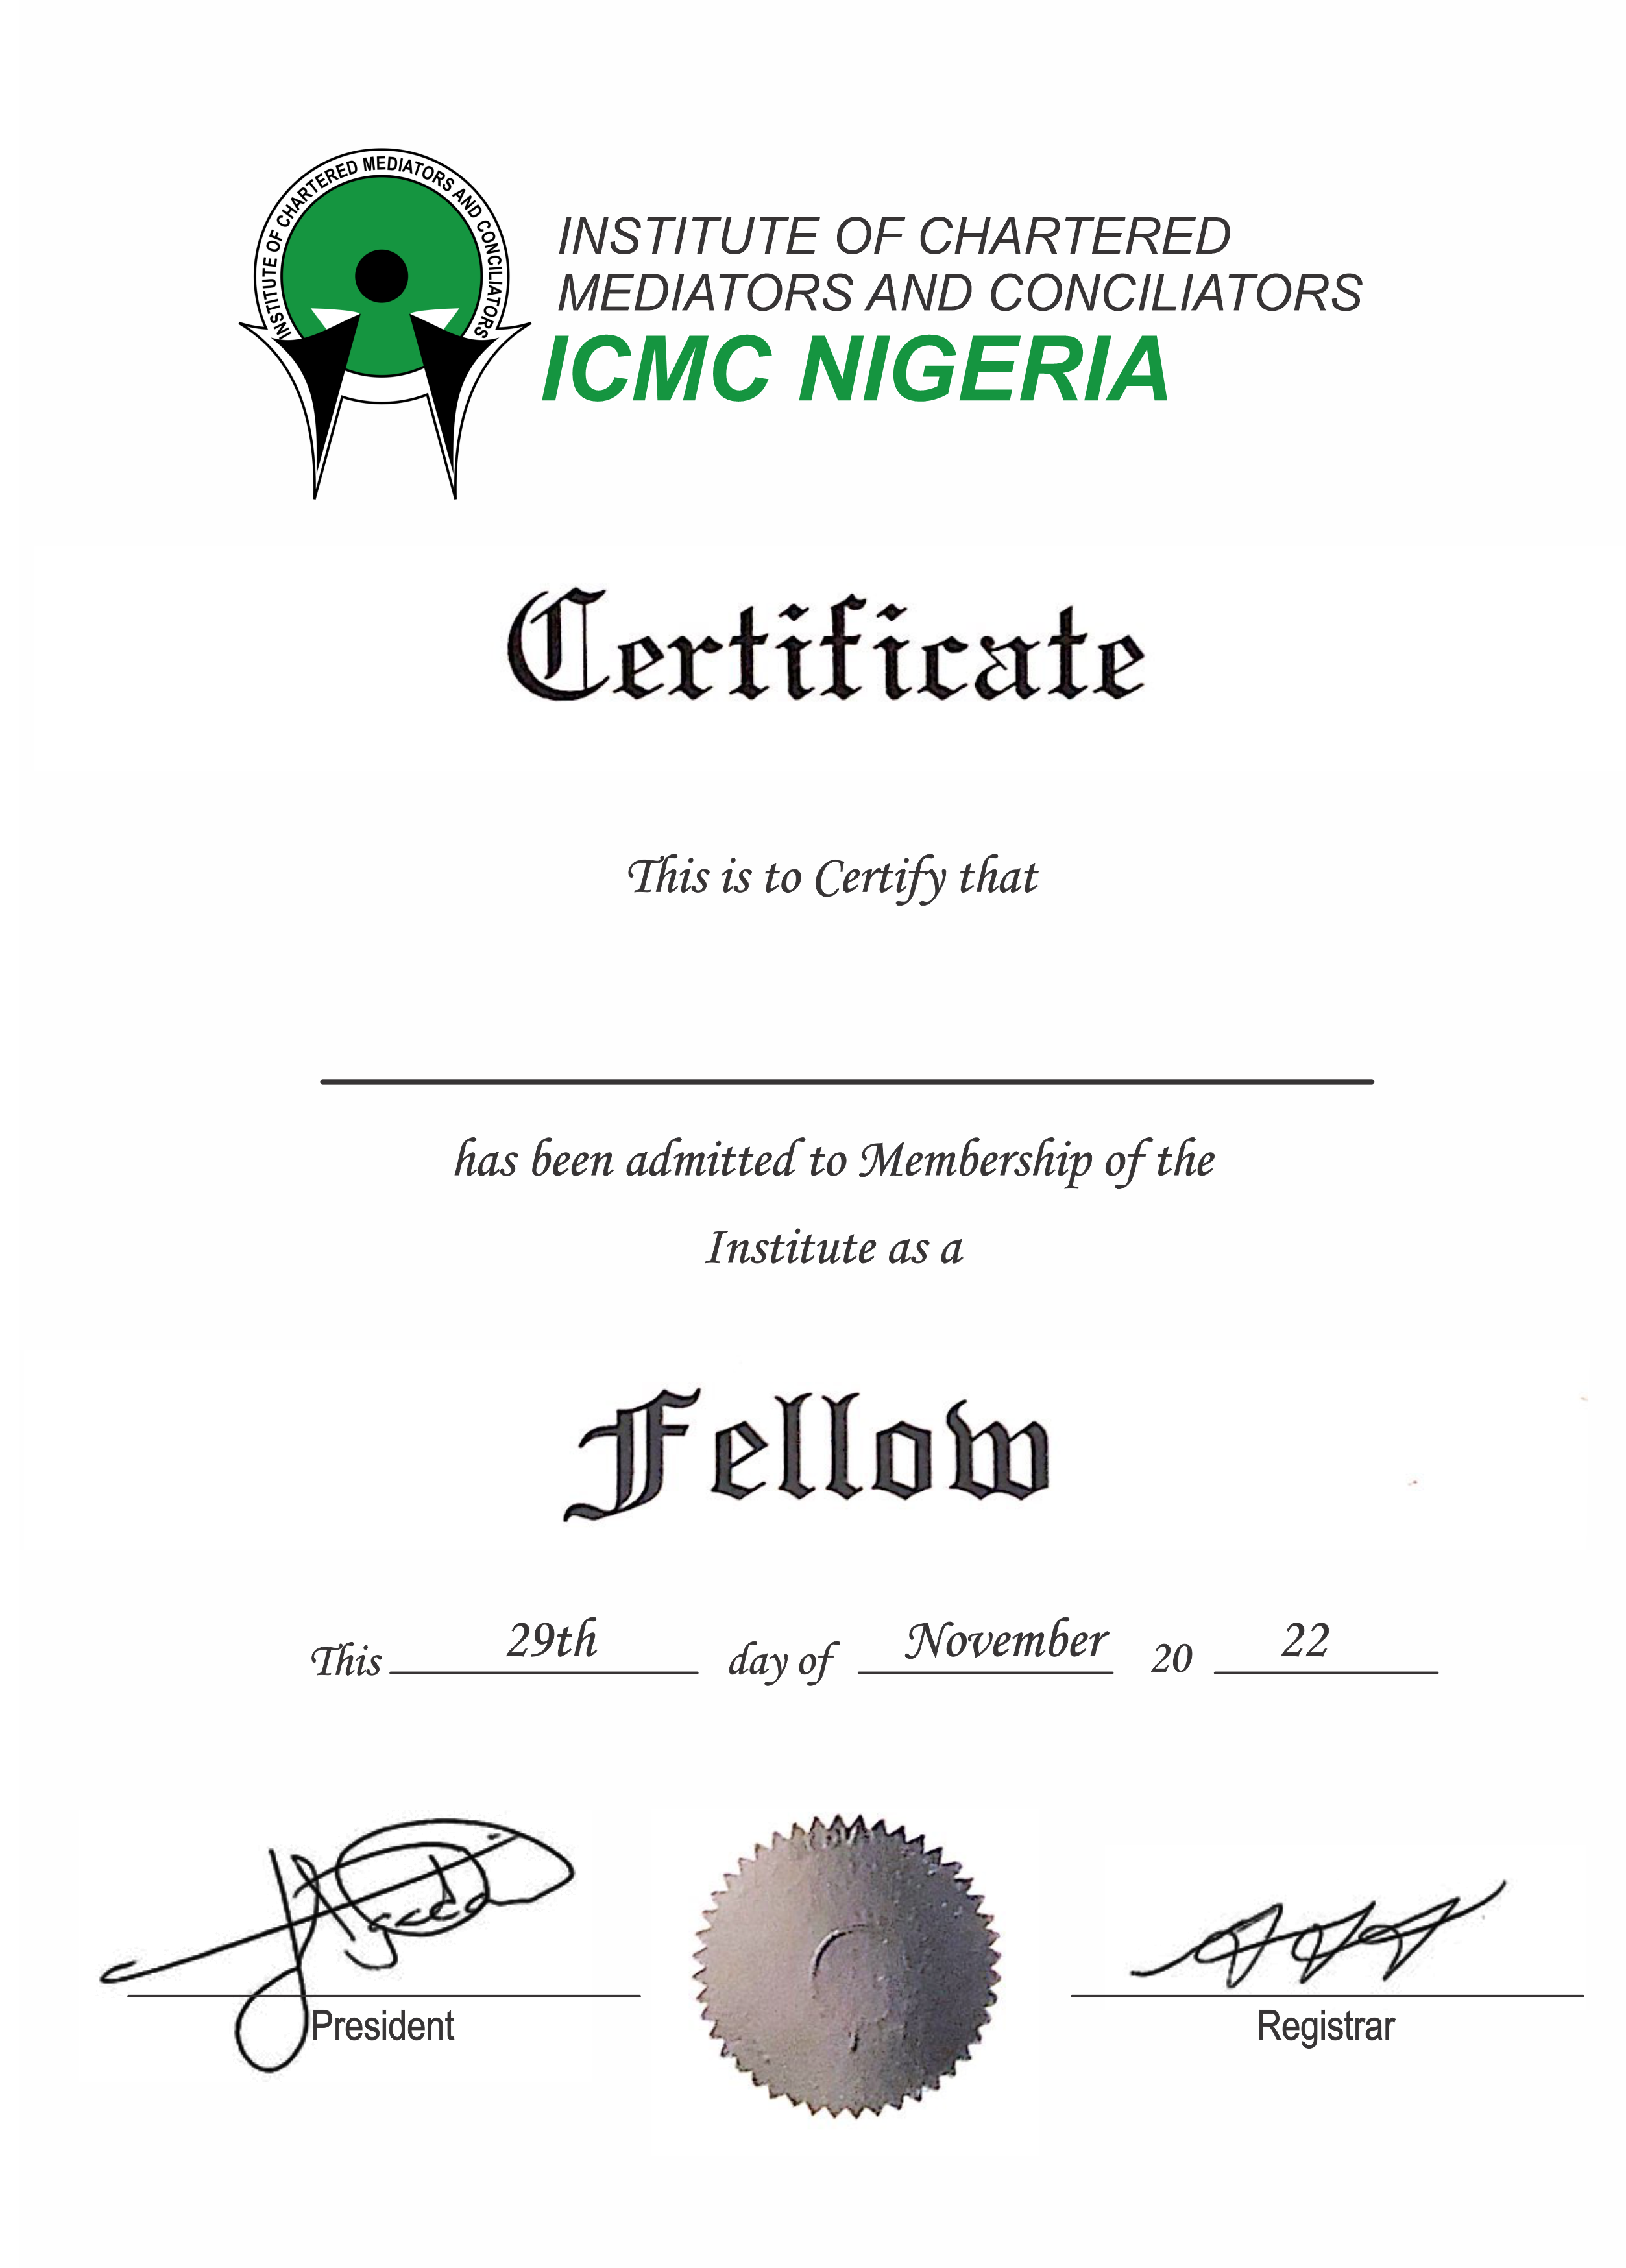 INSTITUTE OF CHARTERED MEDIATORS AND CONCILIATORS
INSTITUTE OF CHARTERED
MEDIATORS AND CONCILIATORS
ICMC NIGERIA
Certificate
This is to Certify that
has been admitted to Membership of the
Institute as a
Fellow
This 29th day of November 20 22
President
Registrar